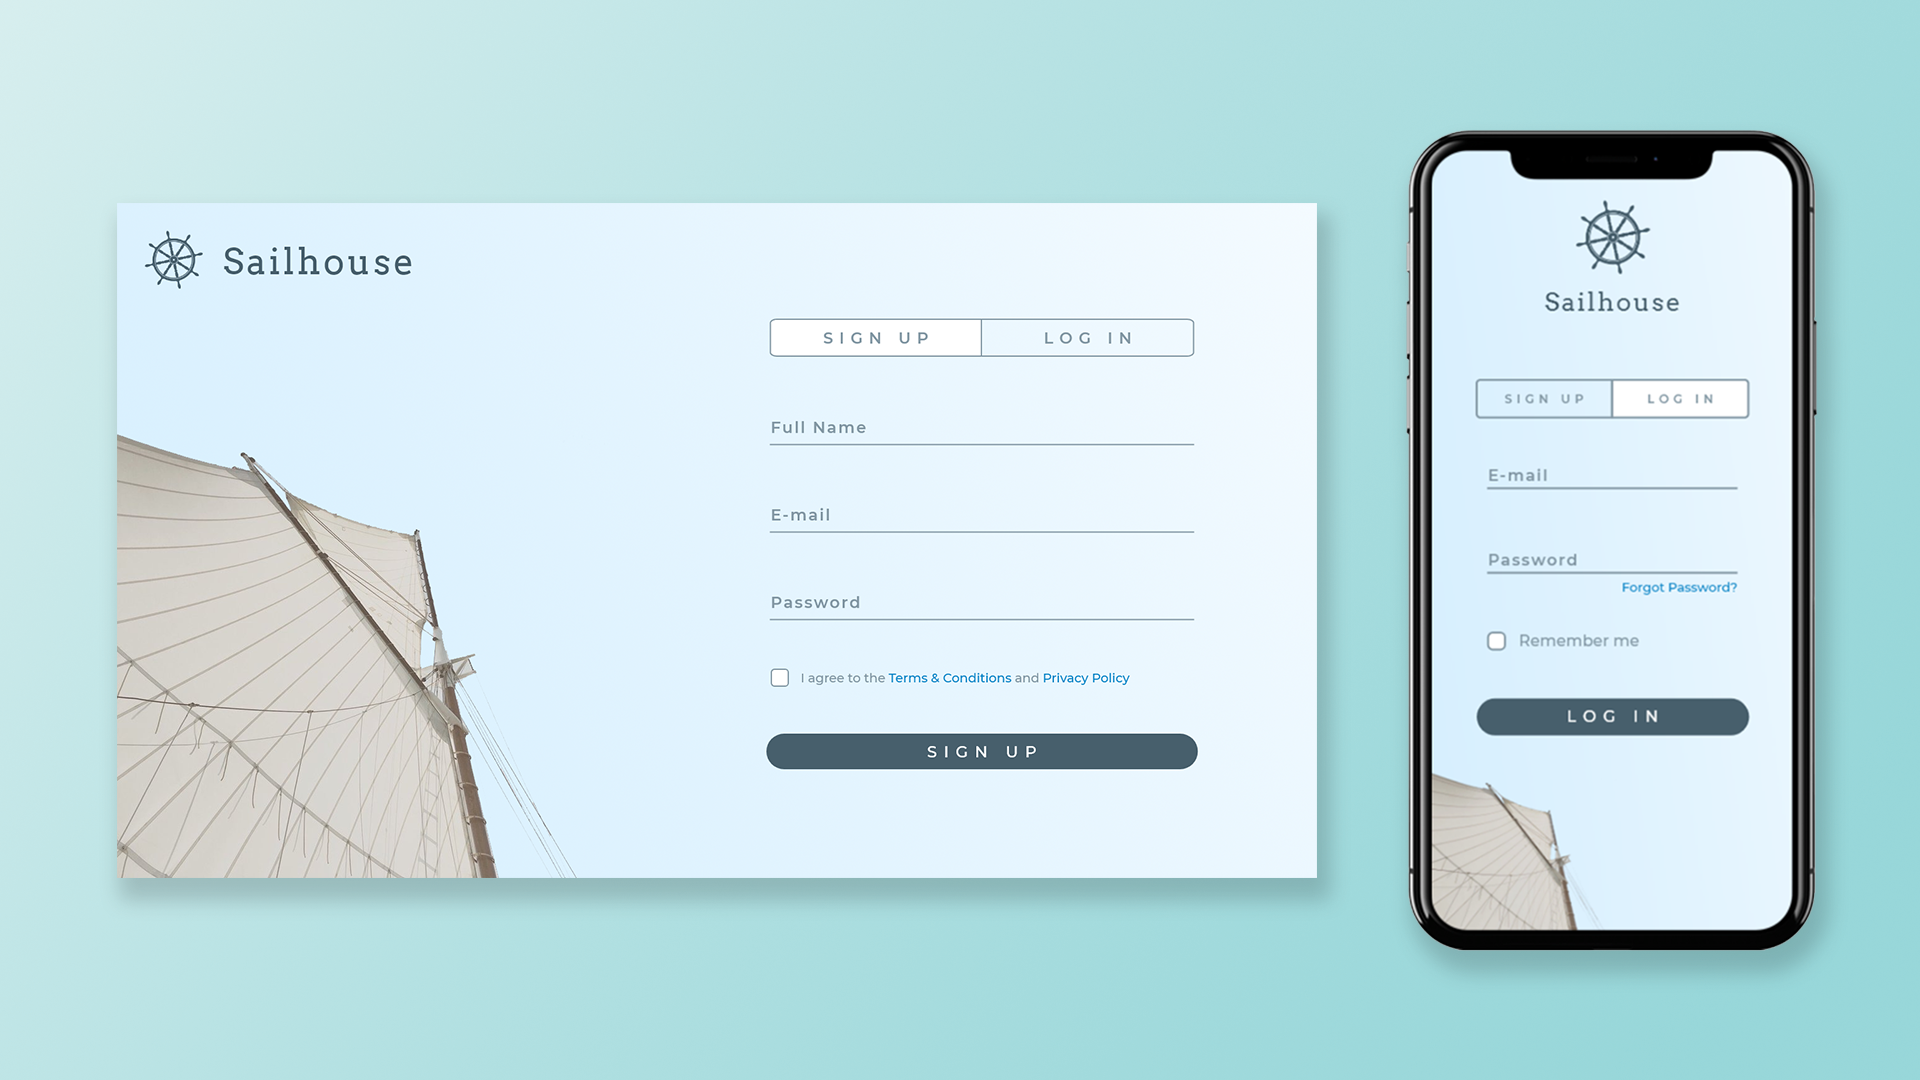 Sailhouse
SIGN UP
LOG IN
Full Name
E-mail
Password
I agree to the Terms & Conditions and Privacy Policy
SIGN UP
Sailhouse
SIGN UP
LOG IN
E-mail
Password
Forgot Password?
Remember me
LOG IN